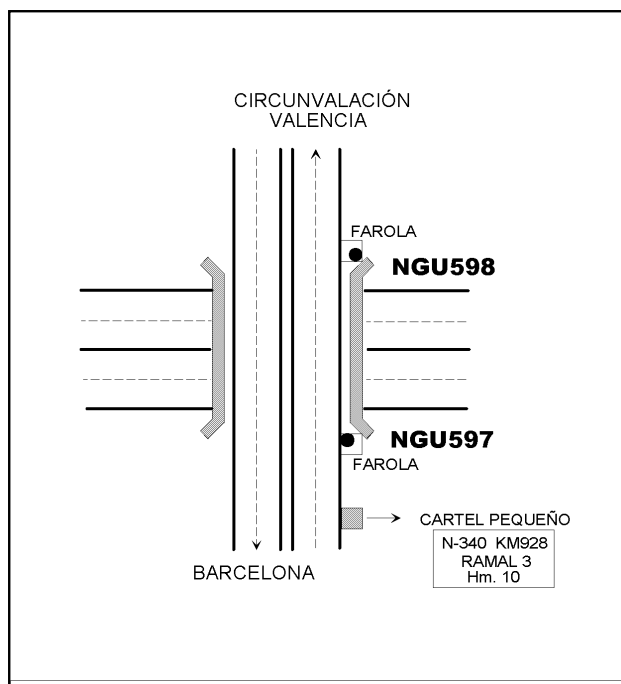 CIRCUNVALACIÓN
VALENCIA
FAROLA
NGU598
NGU597
FAROLA
CARTEL PEQUEÑO
N-340 KM928
RAMAL 3
Hm. 10
BARCELONA